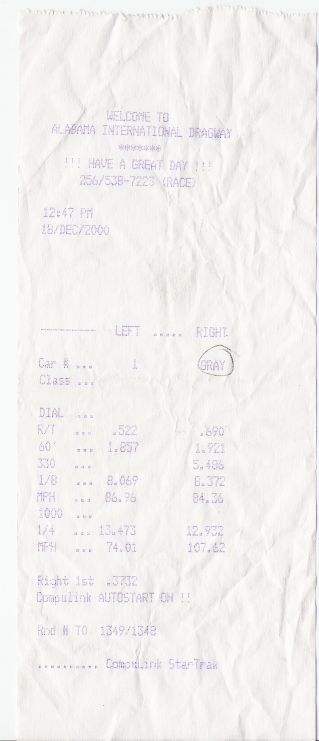 WELCOME TO
ALABAMA INTERNATIONAL DRAGWAY
********
!!! HAVE A GREAT DAY !!!
256/538-7223 (RACE)
12:47 PM
18/DEC/2000
---------- LEFT ..... RIGHT
Car # ... 1 GRAY
Class ...
DIAL ...
R/T ... .522 .690
60' ... 1.857 1.921
330 5.486
1/8 ... 8.069 8.372
MPH ... 86.96 84.36
1000 ...
1/4 ... 13.473 12.932
MPH ... 74.01 107.62
Right 1st .3732
Compulink AUTOSTART ON !!
Rnd # TO 1349/1348
.......... Compulink StarTrak